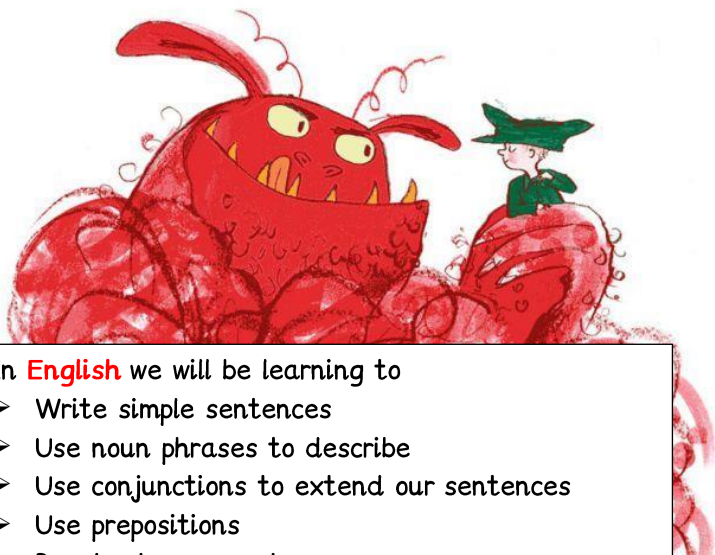 English we will be learning to
Write simple sentences
Use noun phrases to describe
Use conjunctions to extend our sentences
Use prepositions